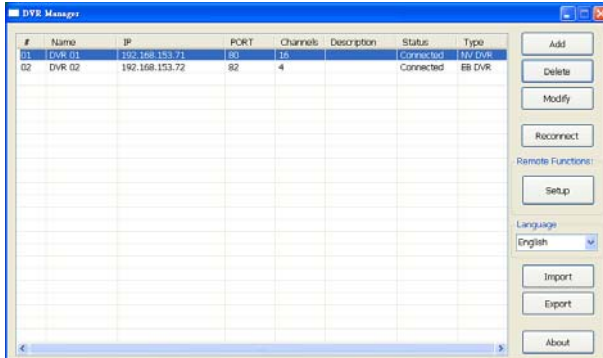 DVR Manager
# Name IP PORT Channels Description Status Type
01 DVR 01 192.168.153.71 80 16 Connected NV DVR
02 DVR 02 192.168.153.72 82 4 Connected EB DVR
Add
Delete
Modify
Reconnect
Remote Functions:
Setup
Language
English
Import
Export
About